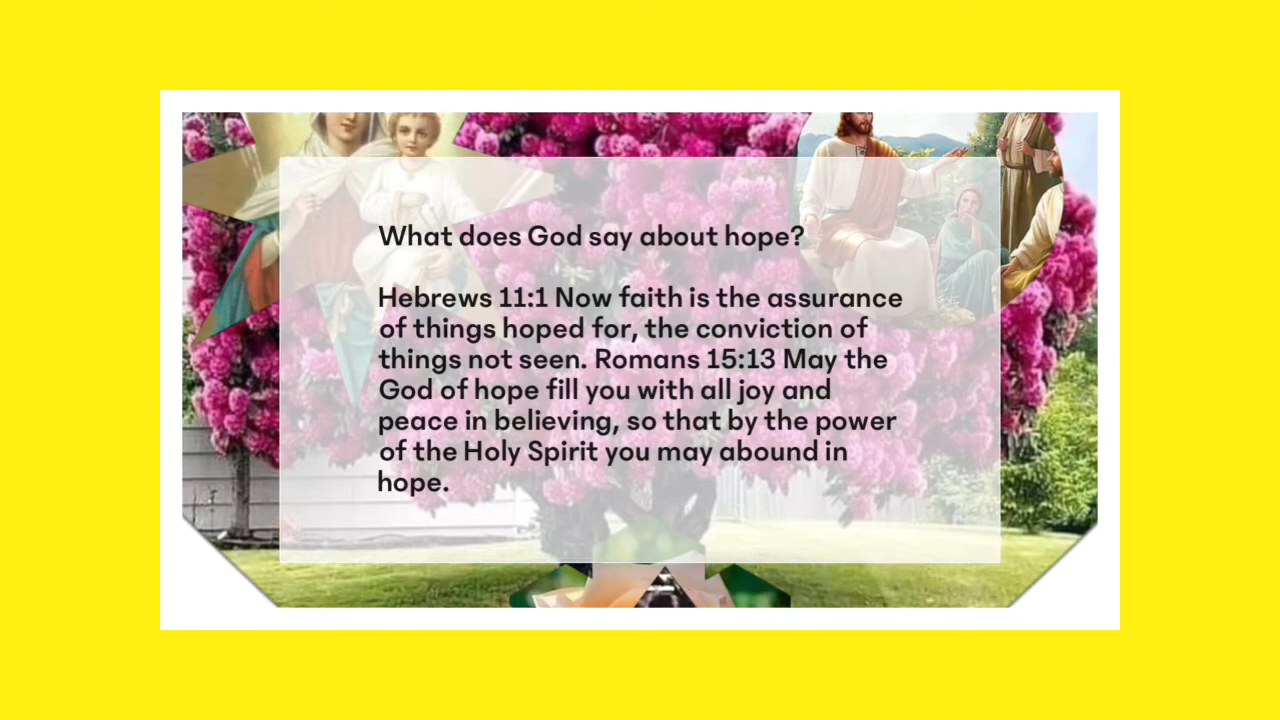 What does God say about hope?
Hebrews 11:1 Now faith is the assurance
of things hoped for, the conviction of
things not seen. Romans 15:13 May the
God of hope fill you with all joy and
peace in believing, so that by the power
of the Holy Spirit you may abound in
hope.